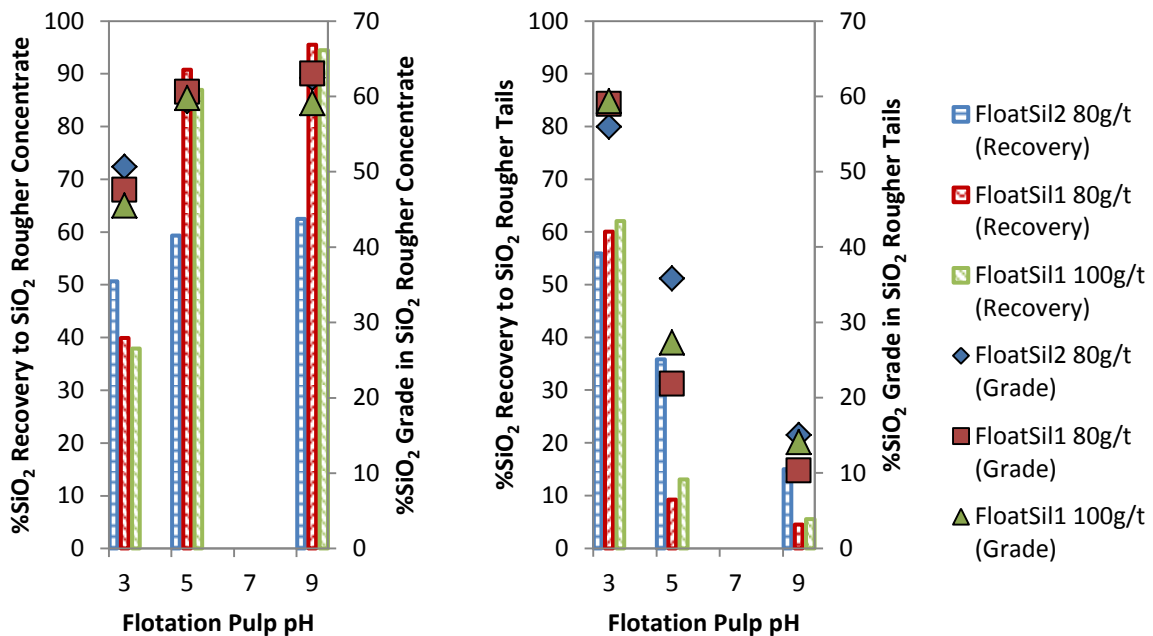 %SiO₂ Recovery to SiO₂ Rougher Concentrate
100
90
80
70
60
50
40
30
20
10
0
70
60
50
40
30
20
10
0
%SiO₂ Grade in SiO₂ Rougher Concentrate
3 5 7 9
Flotation Pulp pH
%SiO₂ Recovery to SiO₂ Rougher Tails
100
90
80
70
60
50
40
30
20
10
0
70
60
50
40
30
20
10
0
%SiO₂ Grade in SiO₂ Rougher Tails
3 5 7 9
Flotation Pulp pH
FloatSil2 80g/t
(Recovery)
FloatSil1 80g/t
(Recovery)
FloatSil1 100g/t
(Recovery)
FloatSil2 80g/t
(Grade)
FloatSil1 80g/t
(Grade)
FloatSil1 100g/t
(Grade)